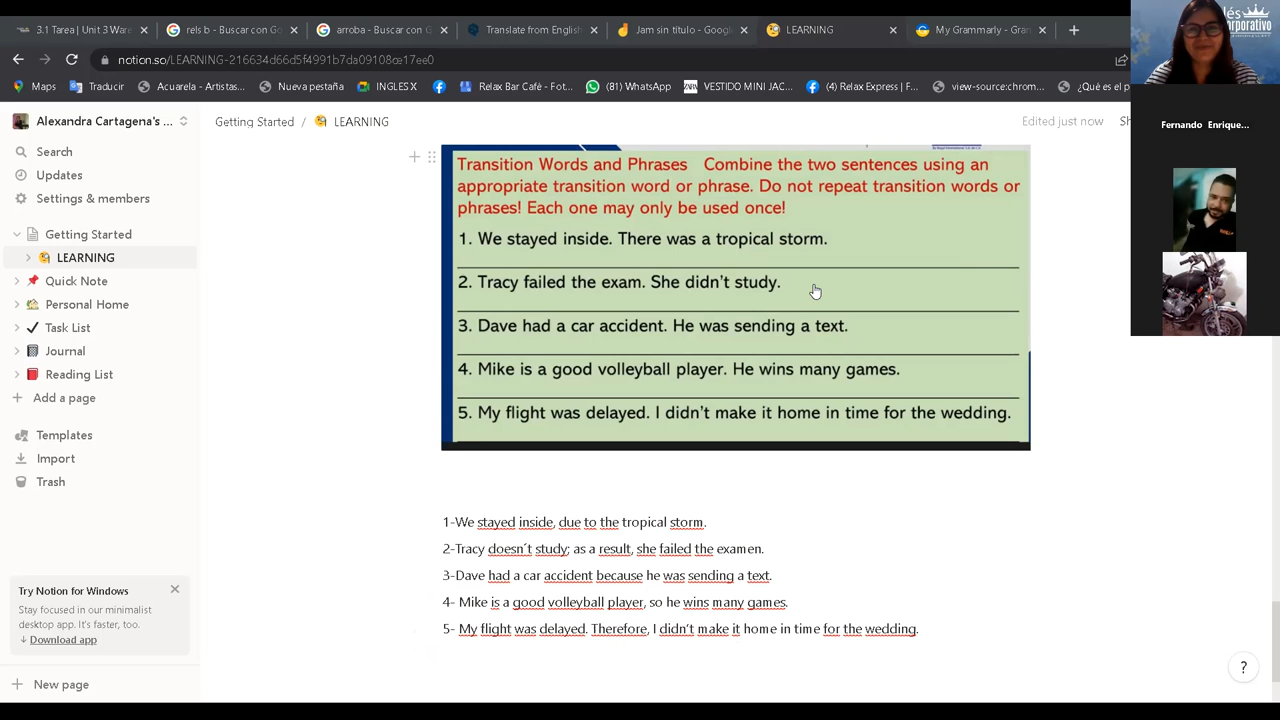 3.1 Tarea| Unit 3 Ware
rels b - Buscar con Go
arroba - Buscar con G
Translate from English
Jam sin título - Google
LEARNING
My Grammarly - Gram
notion.so/LEARNING-216634d66d5f4991b7da09108ce17ee0
Maps
Traducir
Acuarela - Artistas...
Nueva pestaña
INGLES X
Relax Bar Café - Fot...
(81) WhatsApp
VESTIDO MINI JAC...
(4) Relax Express | F...
view-source:chrom...
¿Qué es el p
lés
corporativo
Fernando Enrique...
Alexandra Cartagena's
Getting Started / LEARNING
Edited just now
Sh
Search
Updates
Settings & members
Getting Started
LEARNING
Quick Note
Personal Home
Task List
Journal
Reading List
Add a page
Templates
Import
Trash
Try Notion for Windows
Stay focused in our minimalist
desktop app. It's faster, too.
Download app
New page
Transition Words and Phrases Combine the two sentences using an
appropriate transition word or phrase. Do not repeat transition words or
phrases! Each one may only be used once!
1. We stayed inside. There was a tropical storm.
2. Tracy failed the exam. She didn't study.
3. Dave had a car accident. He was sending a text.
4. Mike is a good volleyball player. He wins many games.
5. My flight was delayed. I didn't make it home in time for the wedding.
1-We stayed inside, due to the tropical storm.
2-Tracy doesn´t study; as a result, she failed the examen.
3-Dave had a car accident because he was sending a text.
4- Mike is a good volleyball player, so he wins many games.
5- My flight was delayed. Therefore, I didn't make it home in time for the wedding.
?